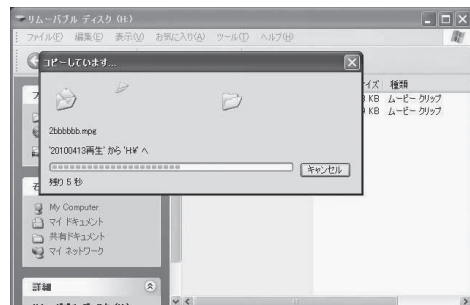 リムーバブル ディスク (H:)
ファイル(F) 編集(E) 表示(V) お気に入り(A) ツール(T) ヘルプ(H)
コピーしています...
イズ 種類
KB ムービー クリップ
KB ムービー クリップ
2bbbbbb.mpg
'20100413再生' から 'H¥' へ
キャンセル
残り 5 秒
My Computer
マイ ドキュメント
共有ドキュメント
マイ ネットワーク
詳細